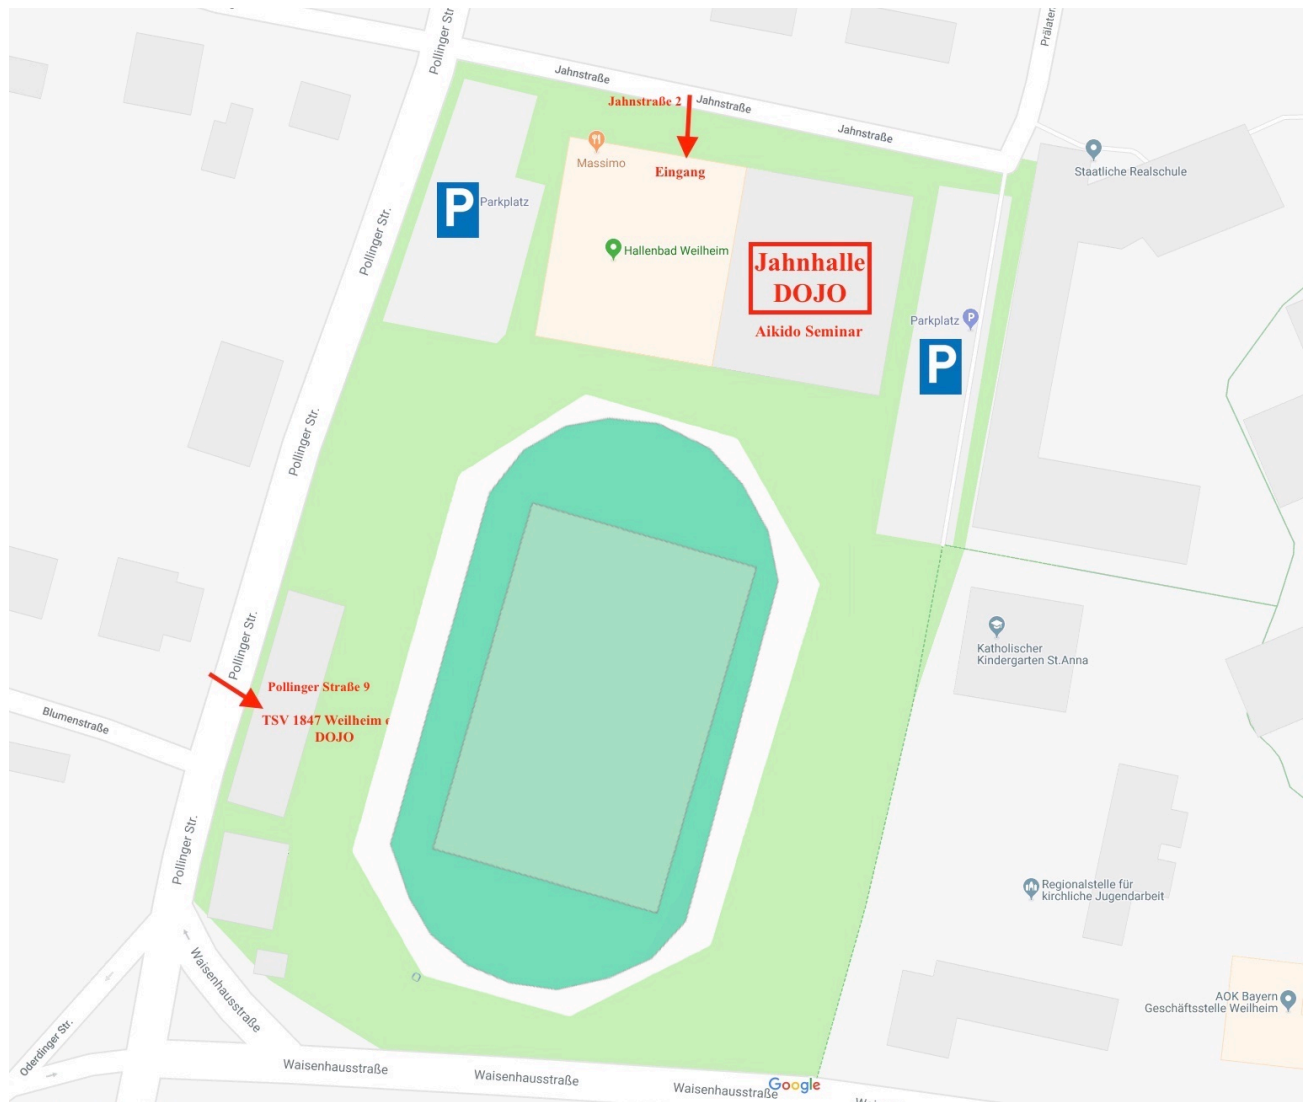 Pollinger Str.
Prälaten
Jahnstraße
Jahnstraße 2
Jahnstraße
Jahnstraße
Massimo
Eingang
Staatliche Realschule
P
Parkplatz
Pollinger Str.
Hallenbad Weilheim
Jahnhalle
DOJO
Aikido Seminar
Parkplatz
P
P
Pollinger Str.
Pollinger Str.
Katholischer
Kindergarten St.Anna
Pollinger Straße 9
TSV 1847 Weilheim
DOJO
Blumenstraße
Pollinger Str.
Regionalstelle für
kirchliche Jugendarbeit
Waisenhausstraße
AOK Bayern
Geschäftsstelle Weilheim
Oderdinger Str.
Waisenhausstraße
Waisenhausstraße
Waisenhausstraße
Google